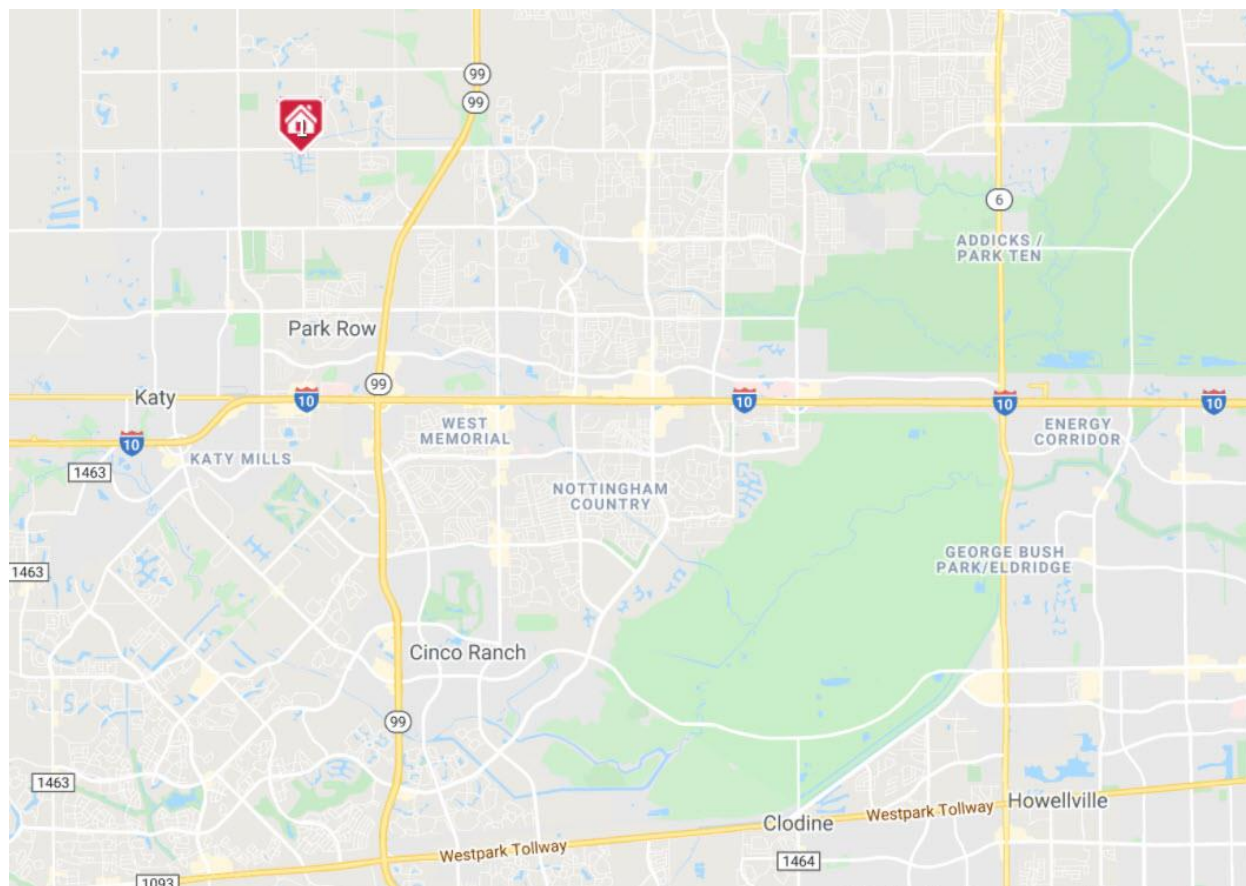 99
99
1
6
ADDICKS /
PARK TEN
Park Row
99
Katy
10
10
10
10
10
WEST
MEMORIAL
ENERGY
CORRIDOR
KATY MILLS
1463
NOTTINGHAM
COUNTRY
GEORGE BUSH
PARK/ELDRIDGE
1463
Cinco Ranch
99
1463
Howellville
Westpark Tollway
Clodine
Westpark Tollway
1464
1093